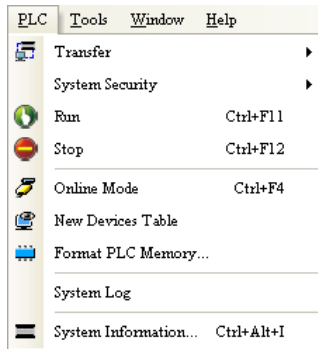 PLC Tools Window Help
Transfer
System Security
Run Ctrl+F11
Stop Ctrl+F12
Online Mode Ctrl+F4
New Devices Table
Format PLC Memory...
System Log
System Information... Ctrl+Alt+I